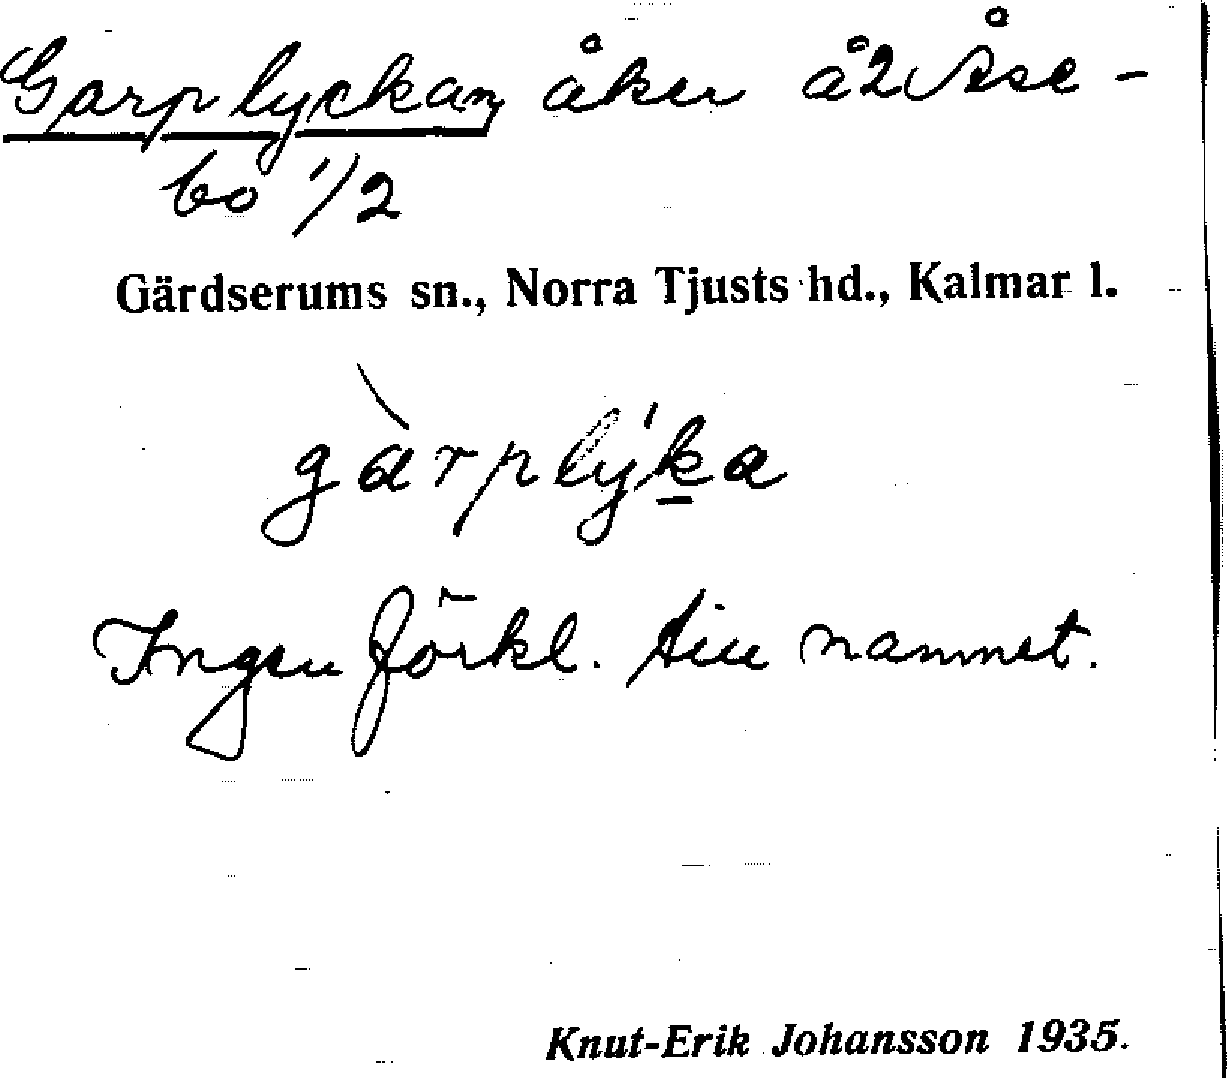 Garplyckan åker å Åse-
bo 1/2
Gärdserums sn., Norra Tjusts hd., Kalmar l.
gàrplýka
Ingen förkl. till namnet.
Knut-Erik Johansson 1935.